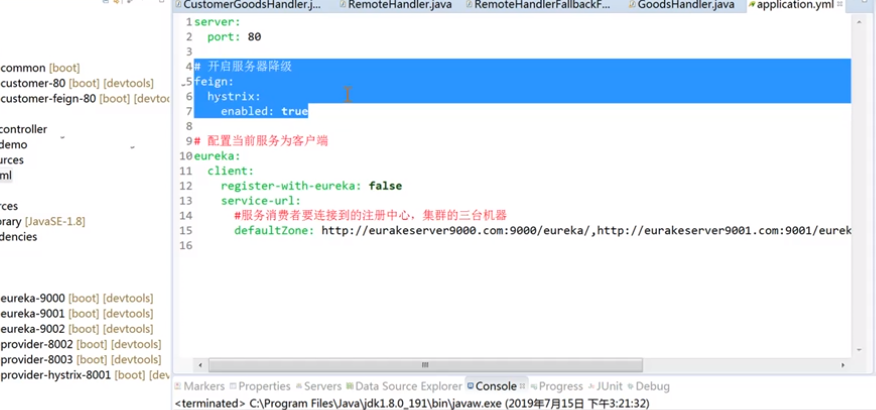 CustomerGoodsHandler.j... RemoteHandler.java RemoteHandlerFallbackF... GoodsHandler.java application.yml
common [boot]
customer-80 [boot] [devtools]
customer-feign-80 [boot] [devtoo
controller
demo
urces
ml
rces
brary [JavaSE-1.8]
dencies
eureka-9000 [boot] [devtools]
eureka-9001 [boot] [devtools]
eureka-9002 [boot] [devtools]
provider-8002 [boot] [devtools]
provider-8003 [boot] [devtools]
provider-hystrix-8001 [boot] [dev
1 server:
2 port: 80
3
4 # 开启服务器降级
5 feign:
6 hystrix:
7 enabled: true
8
9 # 配置当前服务为客户端
10 eureka:
11 client:
12 register-with-eureka: false
13 service-url:
14 #服务消费者要连接到的注册中心，集群的三台机器
15 defaultZone: http://eurakeserver9000.com:9000/eureka/,http://eurakeserver9001.com:9001/eurek
16
Markers Properties Servers Data Source Explorer Console Progress JUnit Debug
<terminated> C:\Program Files\Java\jdk1.8.0_191\bin\javaw.exe (2019年7月15日 下午3:21:32)